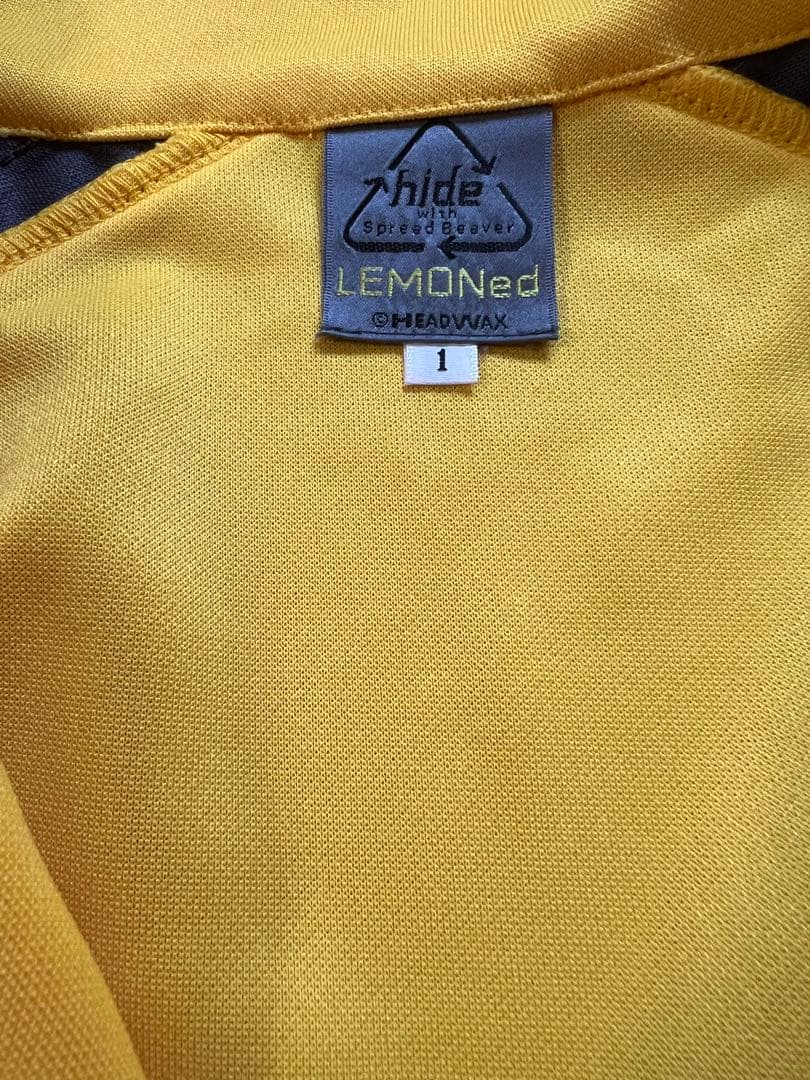 hide
with
Spread Beaver
LEMONed
©HEADWAX
1